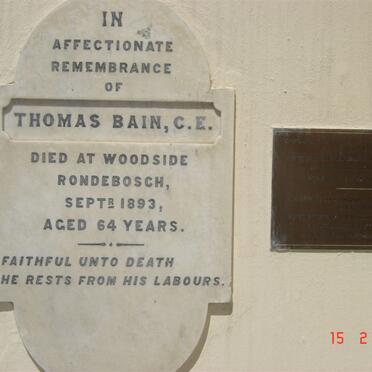 IN
AFFECTIONATE
REMEMBRANCE
OF
THOMAS BAIN, C.E.
DIED AT WOODSIDE
RONDEBOSCH,
SEPTR 1893,
AGED 64 YEARS.
FAITHFUL UNTO DEATH
HE RESTS FROM HIS LABOURS.
15 2